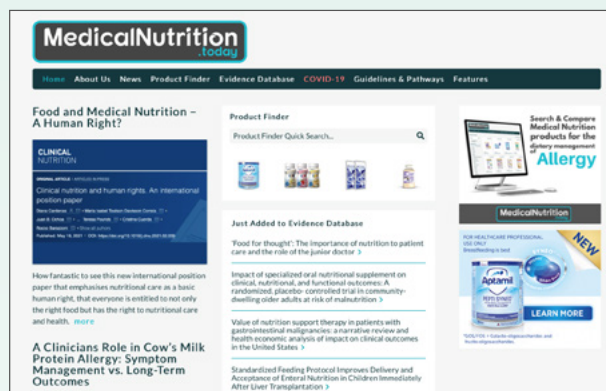 MedicalNutrition
.today
Home About Us News Product Finder Evidence Database COVID-19 Guidelines & Pathways Features
Food and Medical Nutrition –
A Human Right?
CLINICAL
NUTRITION
Clinical nutrition and human rights. An international
position paper
How fantastic to see this new international position
paper that emphasises nutritional care as a basic
human right, that everyone is entitled to not only
the right food but has the right to nutritional care
and health. more
A Clinicians Role in Cow's Milk
Protein Allergy: Symptom
Management vs. Long-Term
Outcomes
Product Finder
Product Finder Quick Search...
Just Added to Evidence Database
'Food for thought': The importance of nutrition to patient
care and the role of the junior doctor >
Impact of specialized oral nutritional supplement on
clinical, nutritional, and functional outcomes: A
randomized, placebo- controlled trial in community-
dwelling older adults at risk of malnutrition >
Value of nutrition support therapy in patients with
gastrointestinal malignancies: a narrative review and
health economic analysis of impact on clinical outcomes
in the United States >
Standardized Feeding Protocol Improves Delivery and
Acceptance of Enteral Nutrition in Children Immediately
After Liver Transplantation >
Search & Compare
Medical Nutrition
products for the
dietary management
of Allergy
MedicalNutrition
FOR HEALTHCARE PROFESSIONAL
USE ONLY
Breastfeeding is best
NEW
Aptamil
PEPTI SYNEO
LEARN MORE